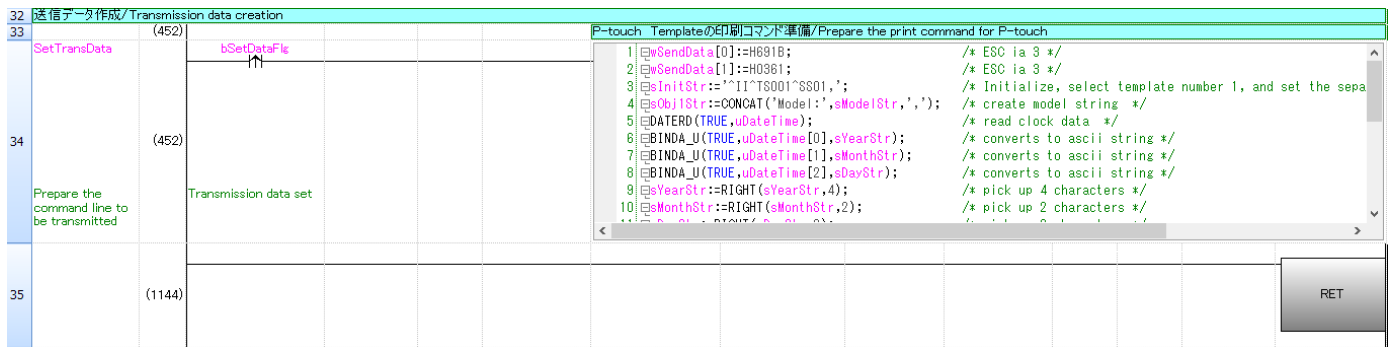 32 送信データ作成/Transmission data creation
33 (452) P-touch Templateの印刷コマンド準備/Prepare the print command for P-touch
SetTransData bSetDataFlg
1 wSendData[0]:=H691B; /* ESC ia 3 */
2 wSendData[1]:=H0361; /* ESC ia 3 */
3 sInitStr:='^II^TS001^SS01,'; /* Initialize, select template number 1, and set the sepa
4 sObj1Str:=CONCAT('Model:',sModelStr,','); /* create model string */
5 DATERD(TRUE,uDateTime); /* read clock data */
34 (452)
6 BINDA_U(TRUE,uDateTime[0],sYearStr); /* converts to ascii string */
7 BINDA_U(TRUE,uDateTime[1],sMonthStr); /* converts to ascii string */
8 BINDA_U(TRUE,uDateTime[2],sDayStr); /* converts to ascii string */
9 sYearStr:=RIGHT(sYearStr,4); /* pick up 4 characters */
10 sMonthStr:=RIGHT(sMonthStr,2); /* pick up 2 characters */
Prepare the
command line to
be transmitted
Transmission data set
35 (1144) RET